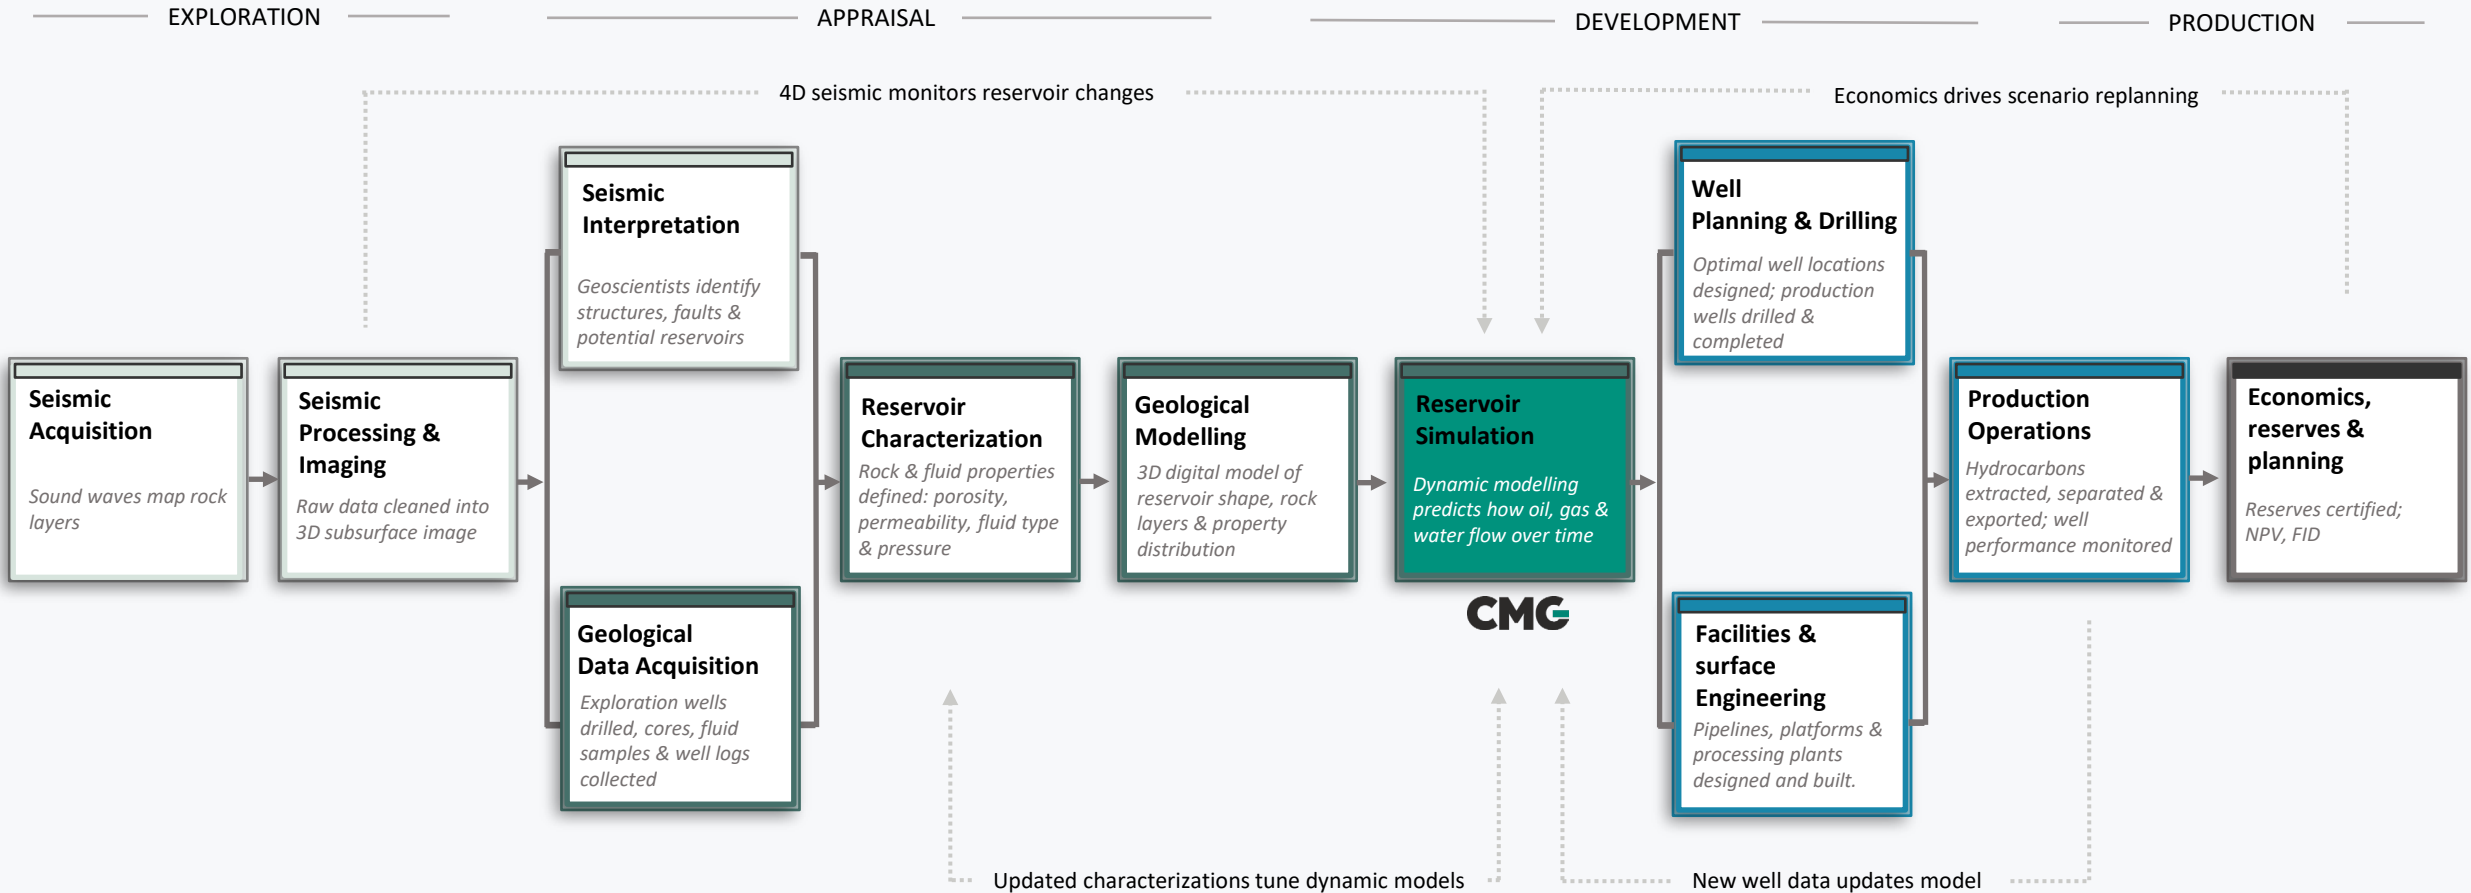 EXPLORATION
APPRAISAL
DEVELOPMENT
PRODUCTION
4D seismic monitors reservoir changes
Economics drives scenario replanning
Seismic
Acquisition
Sound waves map rock
layers
Seismic
Processing &
Imaging
Raw data cleaned into
3D subsurface image
Seismic
Interpretation
Geoscientists identify
structures, faults &
potential reservoirs
Geological
Data Acquisition
Exploration wells
drilled, cores, fluid
samples & well logs
collected
Reservoir
Characterization
Rock & fluid properties
defined: porosity,
permeability, fluid type
& pressure
Geological
Modelling
3D digital model of
reservoir shape, rock
layers & property
distribution
Reservoir
Simulation
Dynamic modelling
predicts how oil, gas &
water flow over time
CMG
Well
Planning & Drilling
Optimal well locations
designed; production
wells drilled &
completed
Facilities &
surface
Engineering
Pipelines, platforms &
processing plants
designed and built.
Production
Operations
Hydrocarbons
extracted, separated &
exported; well
performance monitored
Economics,
reserves &
planning
Reserves certified;
NPV, FID
Updated characterizations tune dynamic models
New well data updates model